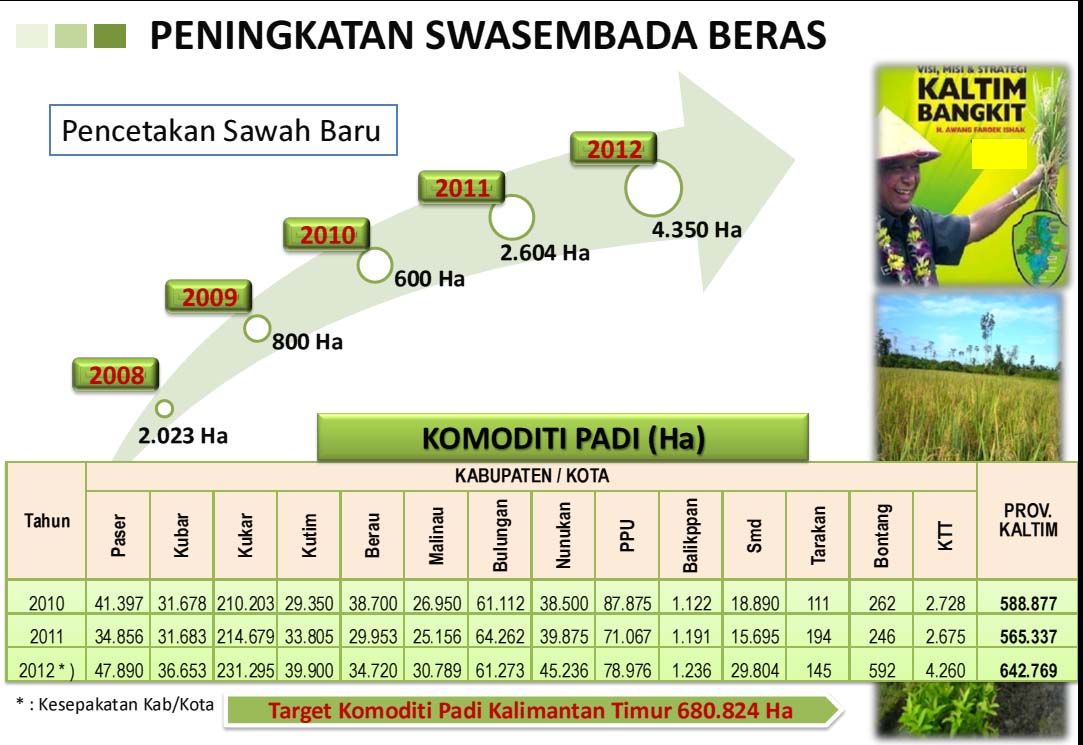 PENINGKATAN SWASEMBADA BERAS
VISI, MISI & STRATEGI
KALTIM
BANGKIT
H. AWANG FAROEK ISHAK
Pencetakan Sawah Baru
2012
4.350 Ha
2011
2.604 Ha
2010
600 Ha
2009
800 Ha
2008
2.023 Ha
KOMODITI PADI (Ha)
Tahun KABUPATEN / KOTA PROV. KALTIM
Paser Kubar Kukar Kutim Berau Malinau Bulungan Nunukan PPU Balikppan Smd Tarakan Bontang KTT
2010 41.397 31.678 210.203 29.350 38.700 26.950 61.112 38.500 87.875 1.122 18.890 111 262 2.728 588.877
2011 34.856 31.683 214.679 33.805 29.953 25.156 64.262 39.875 71.067 1.191 15.695 194 246 2.675 565.337
2012 * ) 47.890 36.653 231.295 39.900 34.720 30.789 61.273 45.236 78.976 1.236 29.804 145 592 4.260 642.769
* : Kesepakatan Kab/Kota
Target Komoditi Padi Kalimantan Timur 680.824 Ha